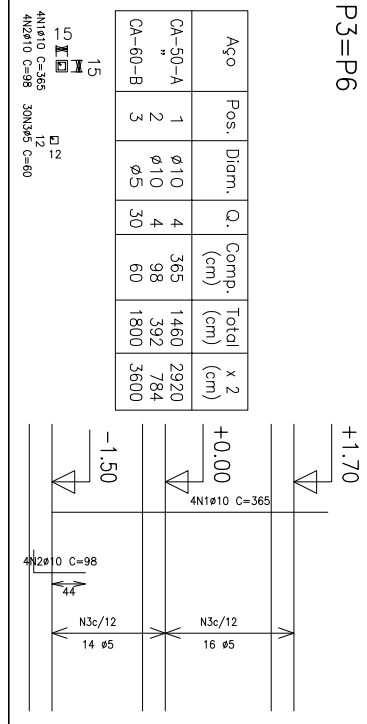 P3=P6
Aço Pos. Diam. Q. Comp. (cm) Total (cm) x 2 (cm)
CA-50-A 1 ø10 4 365 1460 2920
" 2 ø10 4 98 392 784
CA-60-B 3 ø5 30 60 1800 3600
15
15
12
12
4N1ø10 C=365
4N2ø10 C=98
30N3ø5 C=60
+1.70
+0.00
-1.50
4N1ø10 C=365
4N2ø10 C=98
44
N3c/12
14 ø5
N3c/12
16 ø5